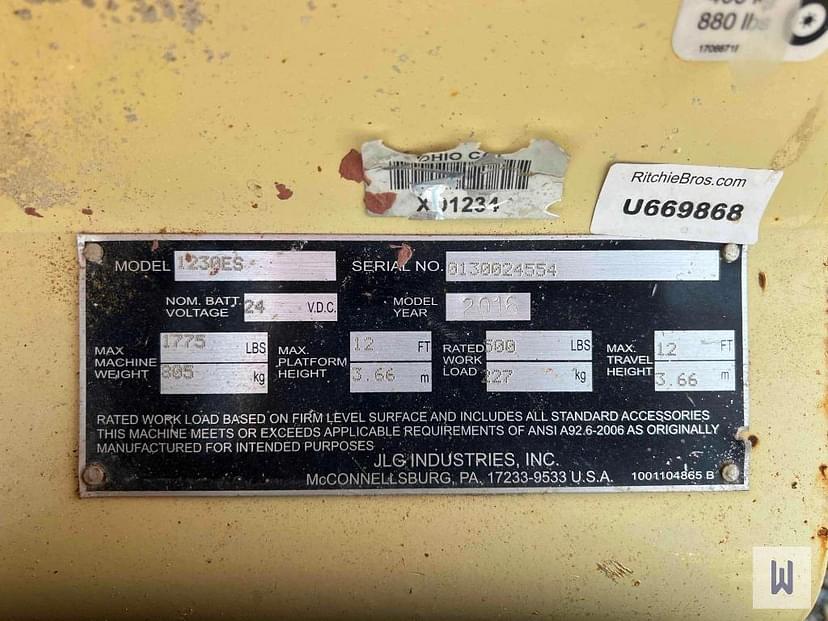 880 lbs
1706671
OHIO CA
X 01234
RitchieBros.com
U669868
MODEL 1230ES SERIAL NO. 0130024554
NOM. BATT. VOLTAGE 24 V.D.C. MODEL YEAR 2016
MAX MACHINE WEIGHT 1775 LBS 805 kg
MAX. PLATFORM HEIGHT 12 FT 3.66 m
RATED WORK LOAD 500 LBS 227 kg
MAX. TRAVEL HEIGHT 12 FT 3.66 m
RATED WORK LOAD BASED ON FIRM LEVEL SURFACE AND INCLUDES ALL STANDARD ACCESSORIES
THIS MACHINE MEETS OR EXCEEDS APPLICABLE REQUIREMENTS OF ANSI A92.6-2006 AS ORIGINALLY
MANUFACTURED FOR INTENDED PURPOSES
JLG INDUSTRIES, INC.
McCONNELLSBURG, PA. 17233-9533 U.S.A. 1001104865 B
W